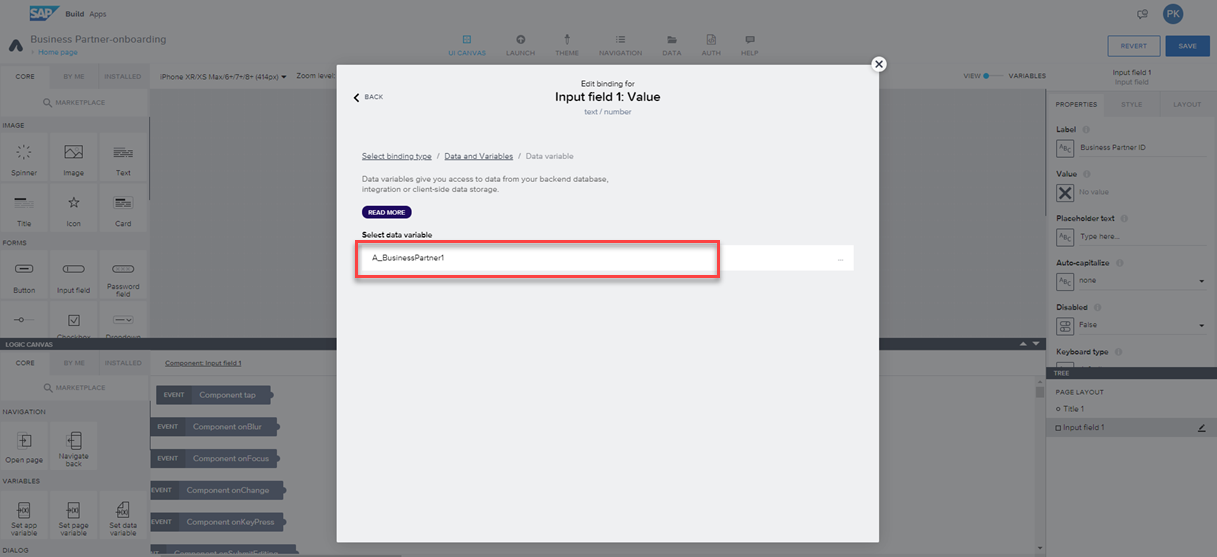 SAP Build Apps
PK
Business Partner-onboarding
Home page
UI CANVAS
LAUNCH
THEME
NAVIGATION
DATA
AUTH
HELP
REVERT
SAVE
CORE
BY ME
INSTALLED
iPhone XR/XS Max/6+/7+/8+ (414px)
Zoom level:
VIEW
VARIABLES
Input field 1
Input field
MARKETPLACE
IMAGE
Spinner
Image
Text
Title
Icon
Card
FORMS
Button
Input field
Password
field
Checkbox
Dropdown
BACK
Edit binding for
Input field 1: Value
text / number
Select binding type / Data and Variables / Data variable
Data variables give you access to data from your backend database,
integration or client-side data storage.
READ MORE
Select data variable
A_BusinessPartner1
...
PROPERTIES
STYLE
LAYOUT
Label
ABC
Business Partner ID
Value
No value
Placeholder text
ABC
Type here...
Auto-capitalize
ABC
none
Disabled
False
Keyboard type
LOGIC CANVAS
CORE
BY ME
INSTALLED
MARKETPLACE
NAVIGATION
Open page
Navigate
back
VARIABLES
Set app
variable
Set page
variable
Set data
variable
DIALOG
Component: Input field 1
EVENT Component tap
EVENT Component onBlur
EVENT Component onFocus
EVENT Component onChange
EVENT Component onKeyPress
Component onSubmitEditing
TREE
PAGE LAYOUT
Title 1
Input field 1